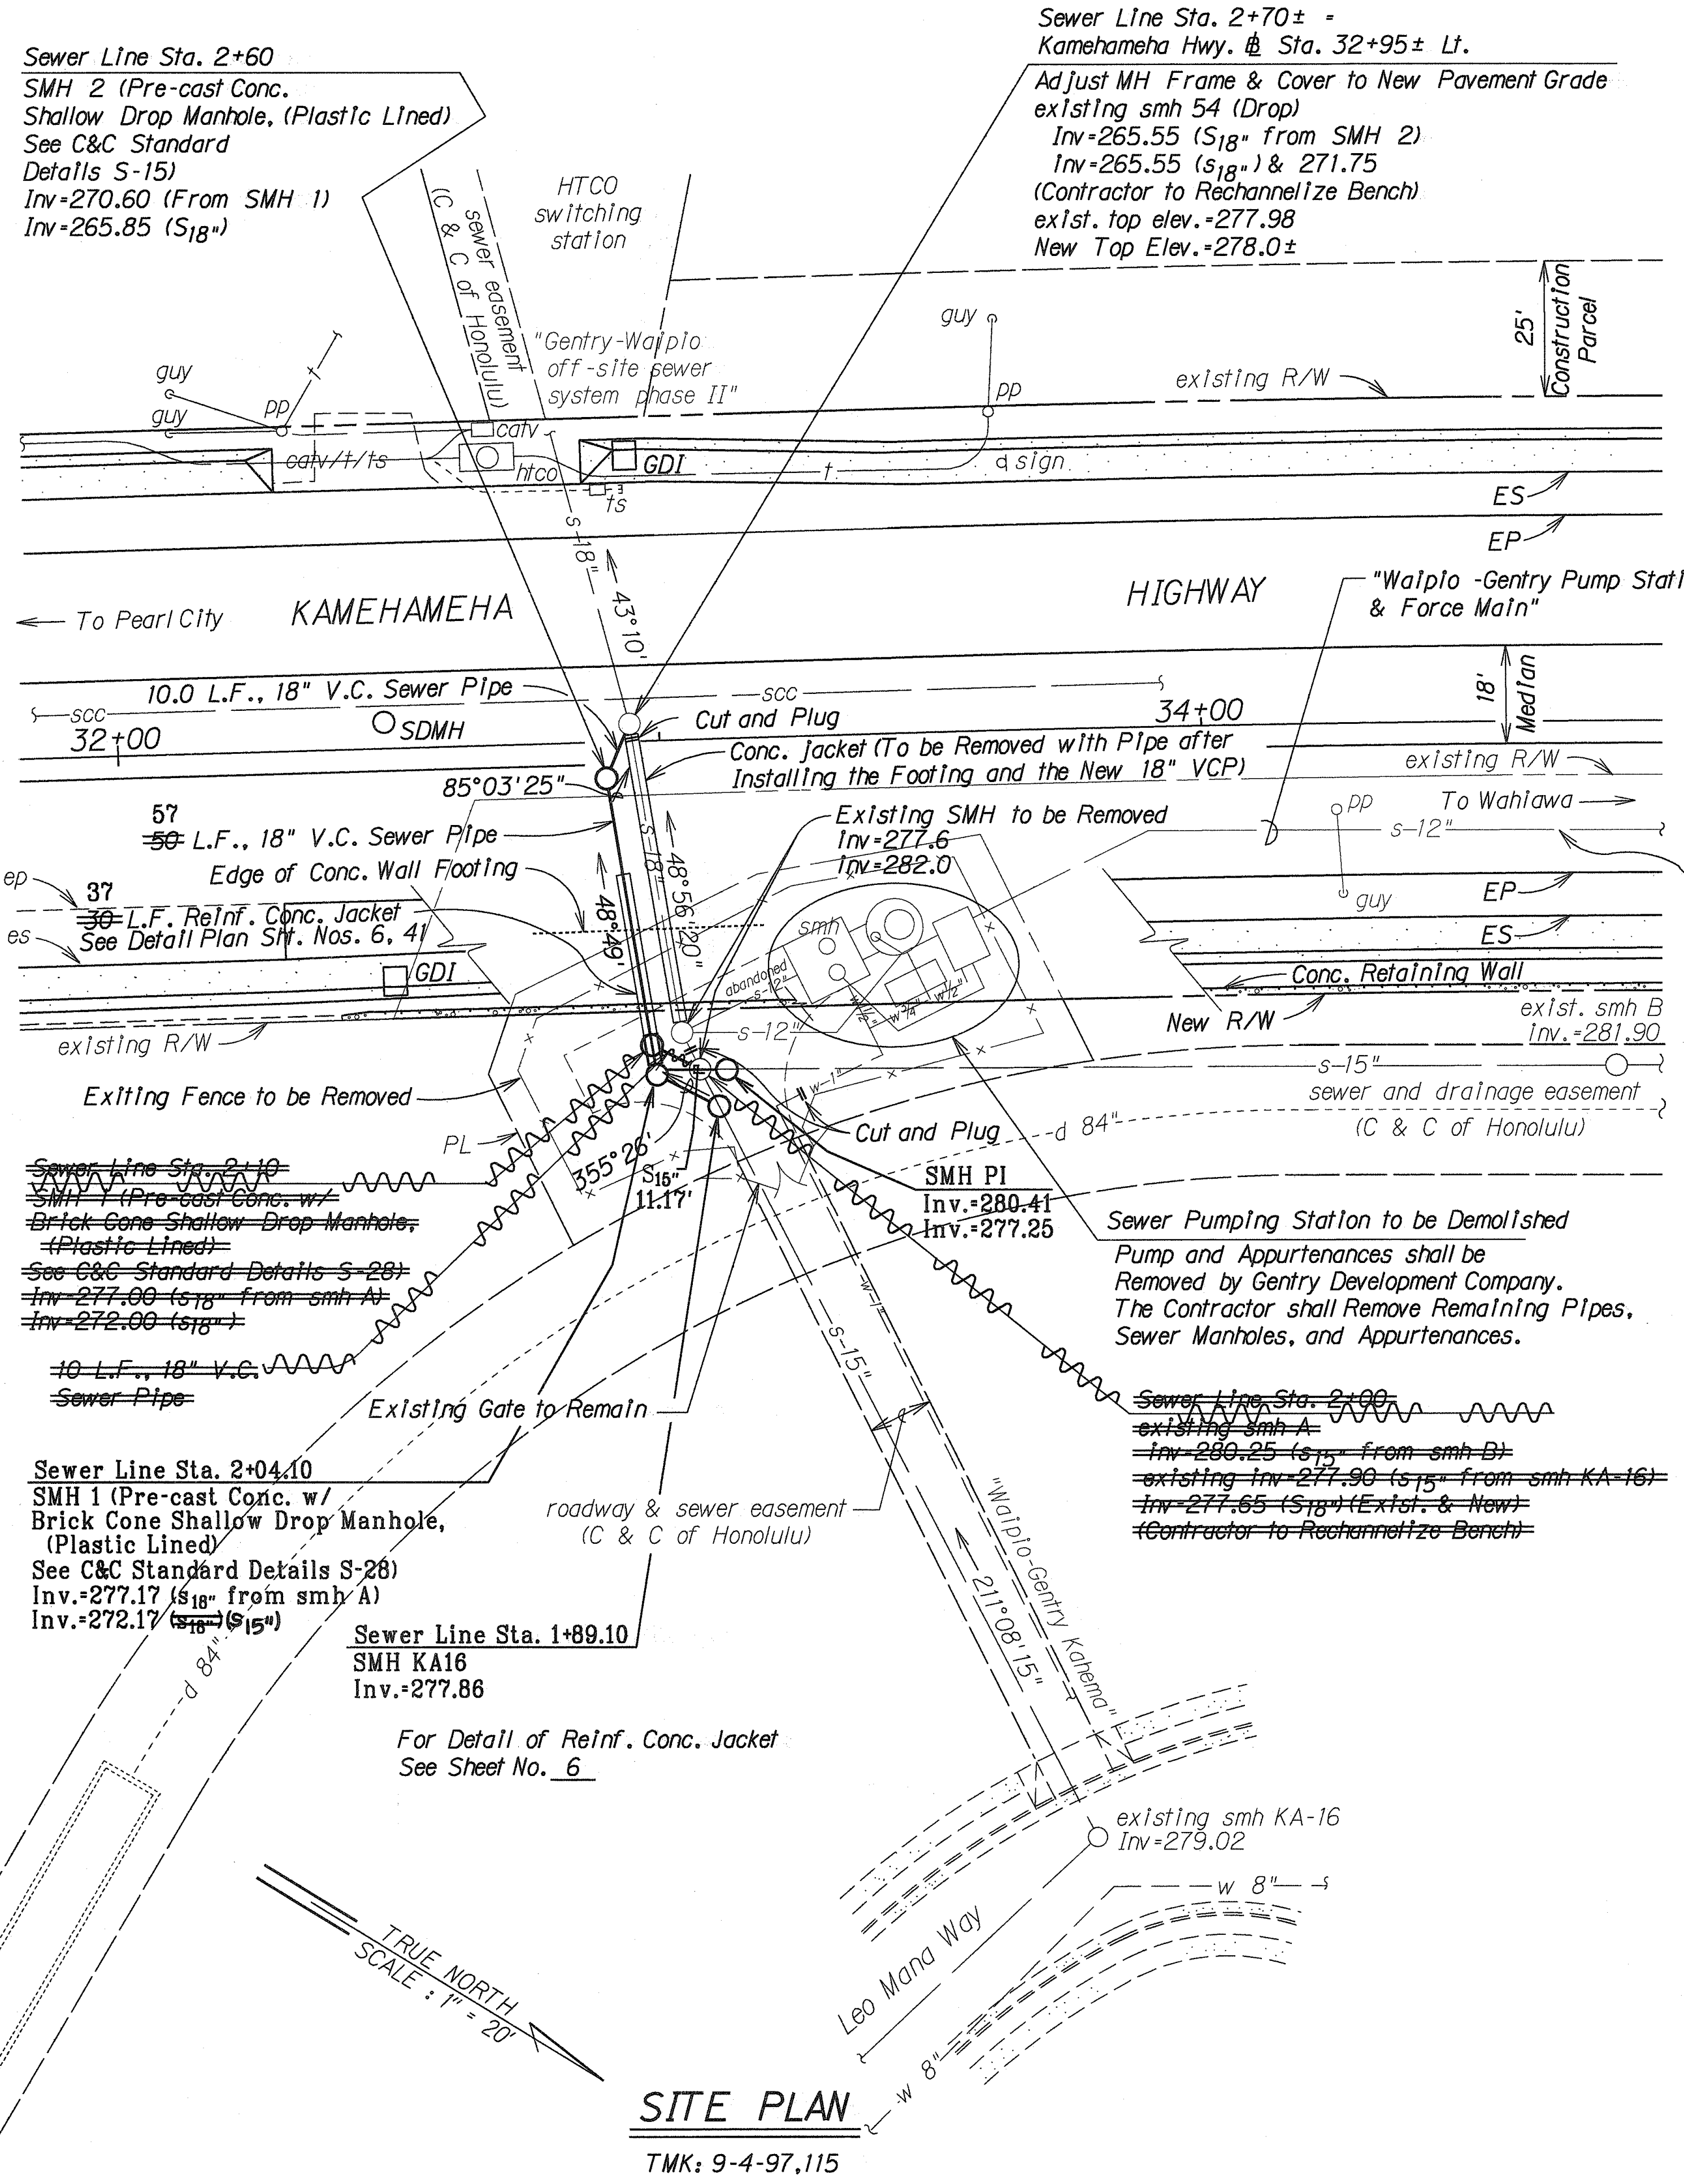 Sewer Line Sta. 2+60
SMH 2 (Pre-cast Conc.
Shallow Drop Manhole, (Plastic Lined)
See C&C Standard
Details S-15)
Inv=270.60 (From SMH 1)
Inv=265.85 (S18")
Sewer Line Sta. 2+70± =
Kamehameha Hwy. ℄ Sta. 32+95± Lt.
Adjust MH Frame & Cover to New Pavement Grade
existing smh 54 (Drop)
Inv=265.55 (S18" from SMH 2)
inv=265.55 (s18") & 271.75
(Contractor to Rechannelize Bench)
exist. top elev.=277.98
New Top Elev.=278.0±
sewer easement
(C & C of Honolulu)
HTCO
switching
station
"Gentry-Waipio
off-site sewer
system phase II"
25'
Construction
Parcel
guy
guy
pp
t
guy
pp
existing R/W
catv
catv/t/ts
htco
GDI
t
d sign
ts
ES
EP
s-18"
43°10'
To Pearl City
KAMEHAMEHA
HIGHWAY
"Waipio -Gentry Pump Stati
& Force Main"
10.0 L.F., 18" V.C. Sewer Pipe
scc
scc
32+00
SDMH
Cut and Plug
34+00
18'
Median
Conc. jacket (To be Removed with Pipe after
Installing the Footing and the New 18" VCP)
existing R/W
85°03'25"
To Wahiawa
57
50 L.F., 18" V.C. Sewer Pipe
Existing SMH to be Removed
inv=277.6
inv=282.0
pp
s-12"
guy
Edge of Conc. Wall Footing
s-18"
48°56'20"
48°49'
ep
37
30 L.F. Reinf. Conc. Jacket
See Detail Plan Sht. Nos. 6, 41
es
smh
abandoned
s-12"
w 3/4"
w 1/2"
EP
ES
GDI
Conc. Retaining Wall
existing R/W
New R/W
exist. smh B
inv.=281.90
s-12"
s-15"
w-1"
sewer and drainage easement
(C & C of Honolulu)
Exiting Fence to be Removed
PL
Cut and Plug
d 84"
355°26'
S15"
11.17'
SMH PI
Inv.=280.41
Inv.=277.25
Sewer Line Sta. 2+10
SMH 1 (Pre-cast Conc. w/
Brick Cone Shallow Drop Manhole,
(Plastic Lined)
See C&C Standard Details S-28)
Inv=277.00 (s18" from smh A)
Inv=272.00 (s18")
Sewer Pumping Station to be Demolished
Pump and Appurtenances shall be
Removed by Gentry Development Company.
The Contractor shall Remove Remaining Pipes,
Sewer Manholes, and Appurtenances.
10 L.F., 18" V.C.
Sewer Pipe
w-1"
s-15"
Existing Gate to Remain
Sewer Line Sta. 2+00
existing smh A
inv=280.25 (s15" from smh B)
existing inv=277.90 (s15" from smh KA-16)
Inv=277.65 (S18") (Exist. & New)
(Contractor to Rechannelize Bench)
Sewer Line Sta. 2+04.10
SMH 1 (Pre-cast Conc. w/
Brick Cone Shallow Drop Manhole,
(Plastic Lined)
See C&C Standard Details S-28)
Inv.=277.17 (s18" from smh A)
Inv.=272.17 (s18") (S15")
roadway & sewer easement
(C & C of Honolulu)
"Waipio-Gentry Kahema"
211°08'15"
Sewer Line Sta. 1+89.10
SMH KA16
Inv.=277.86
d 84"
For Detail of Reinf. Conc. Jacket
See Sheet No. 6
existing smh KA-16
Inv=279.02
w 8"
Leo Mana Way
TRUE NORTH
SCALE : 1" = 20'
w 8"
SITE PLAN
TMK: 9-4-97,115